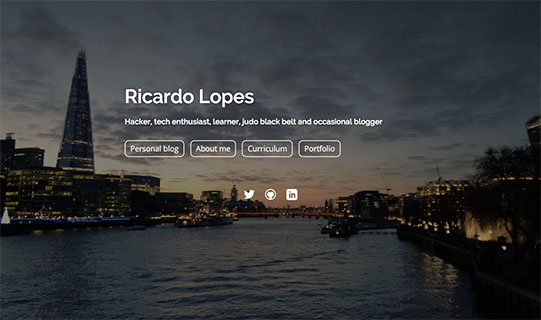 Ricardo Lopes
Hacker, tech enthusiast, learner, judo black belt and occasional blogger
Personal blog About me Curriculum Portfolio